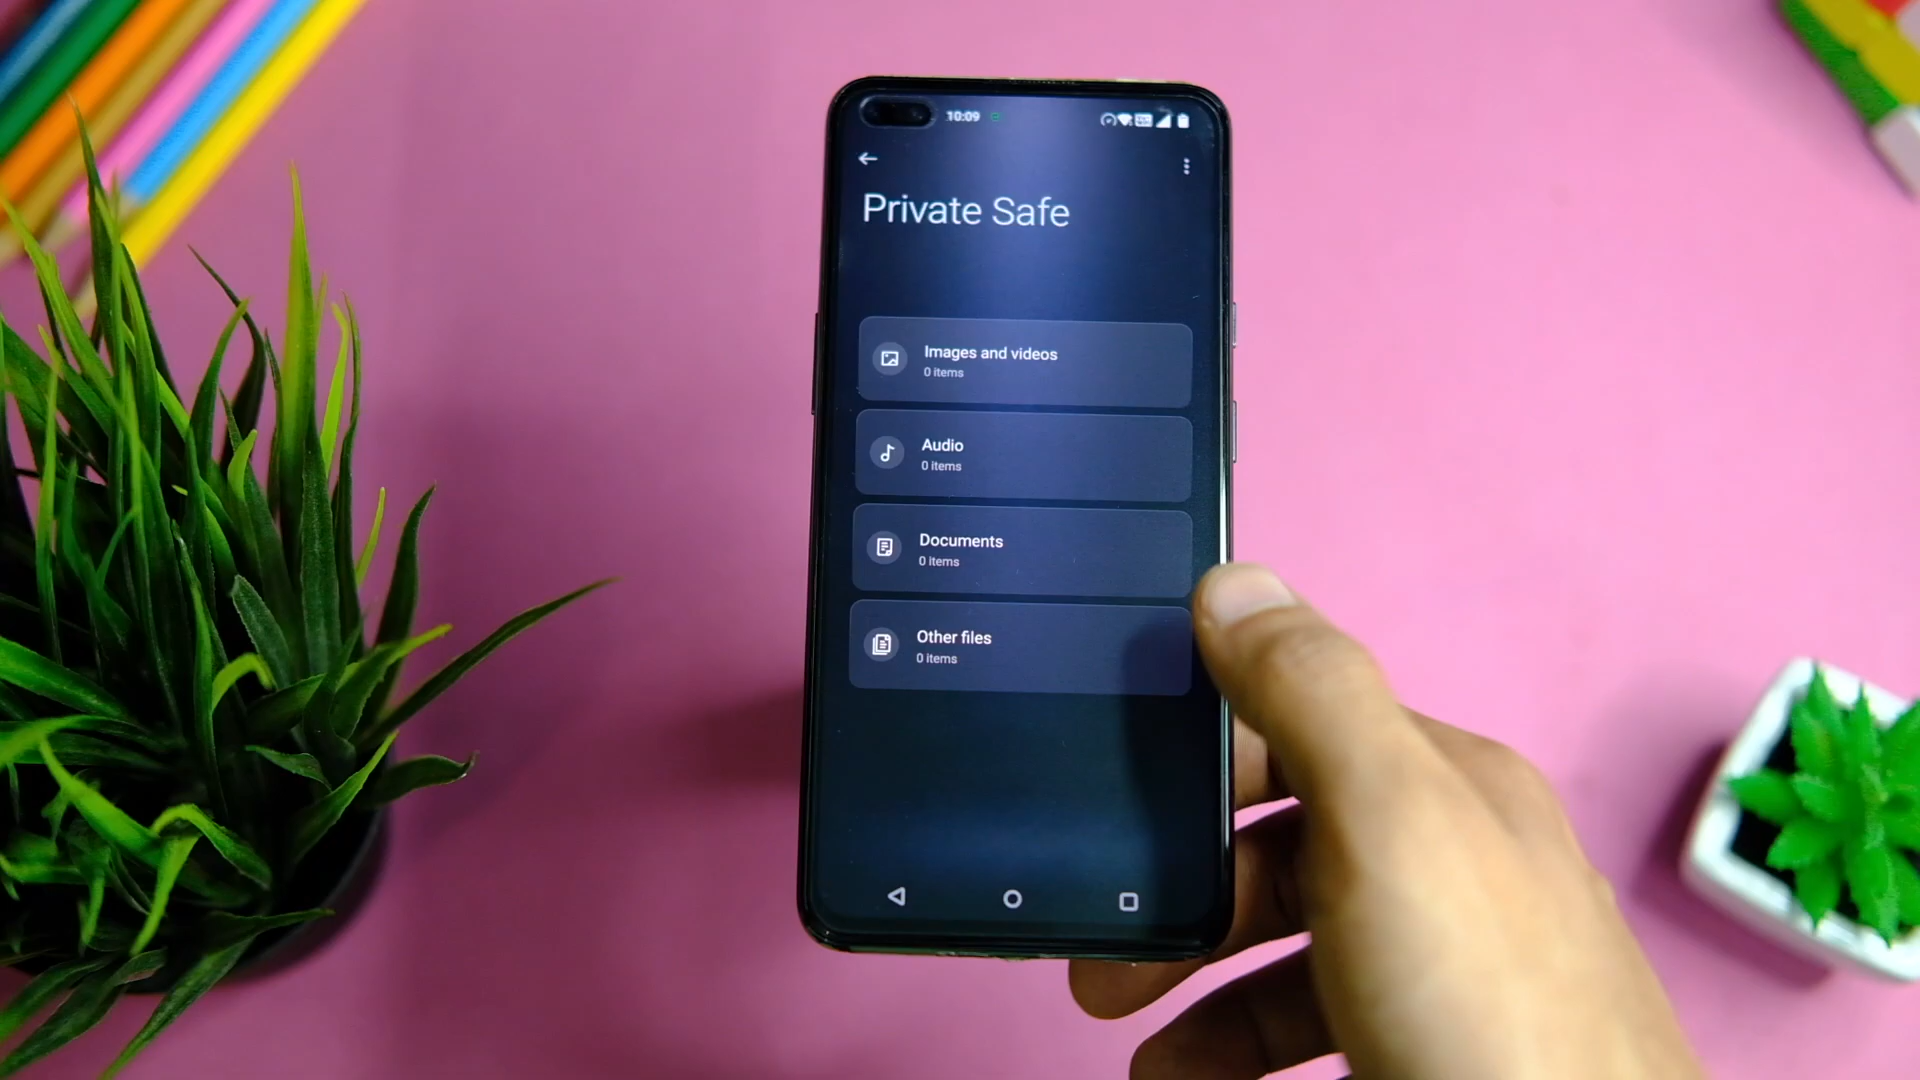 10:09
Private Safe
Images and videos
0 items
Audio
0 items
Documents
0 items
Other files
0 items